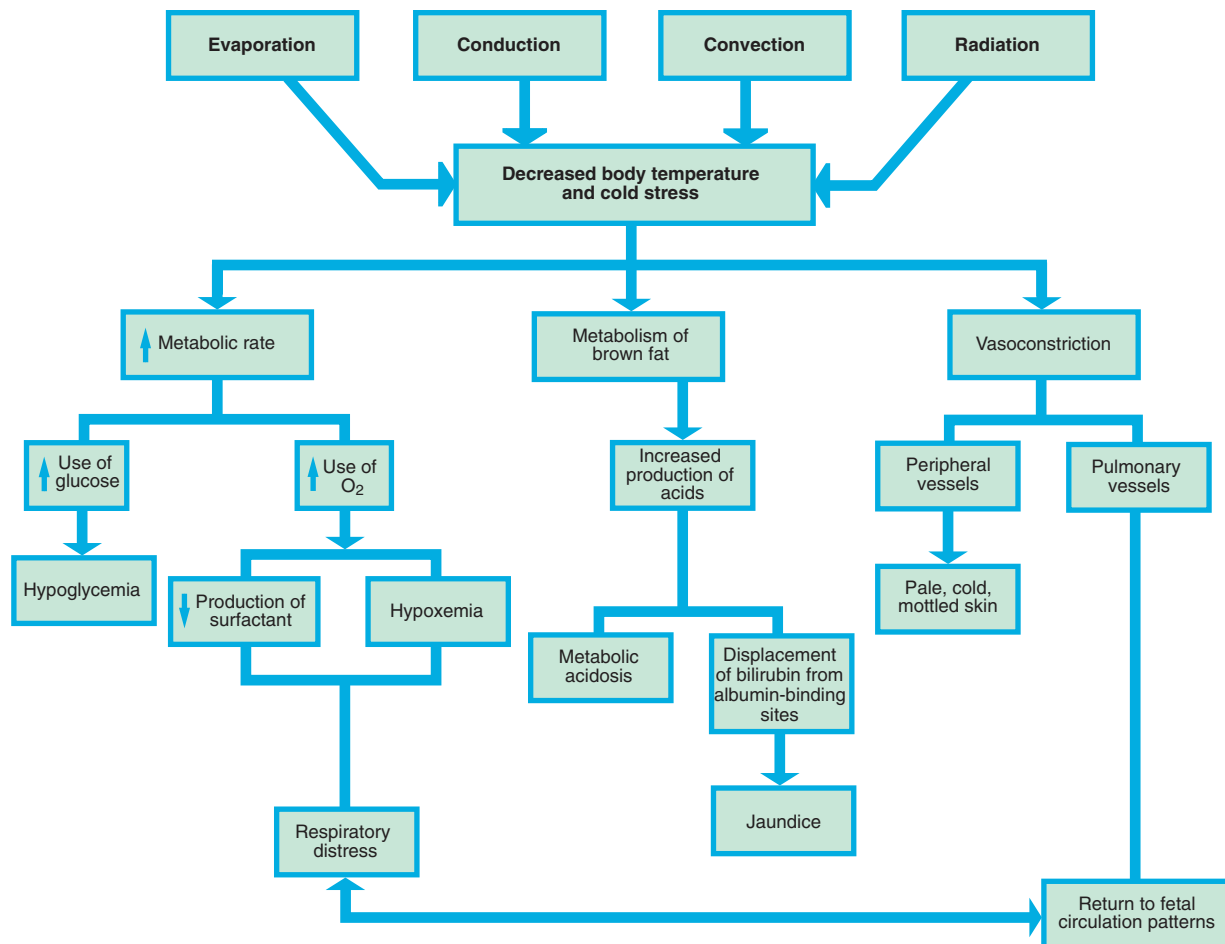 Evaporation
Conduction
Convection
Radiation
Decreased body temperature
and cold stress
Metabolic rate
Metabolism of
brown fat
Vasoconstriction
Use of
glucose
Use of
O2
Increased
production of
acids
Peripheral
vessels
Pulmonary
vessels
Hypoglycemia
Production of
surfactant
Hypoxemia
Pale, cold,
mottled skin
Metabolic
acidosis
Displacement
of bilirubin from
albumin-binding
sites
Respiratory
distress
Jaundice
Return to fetal
circulation patterns